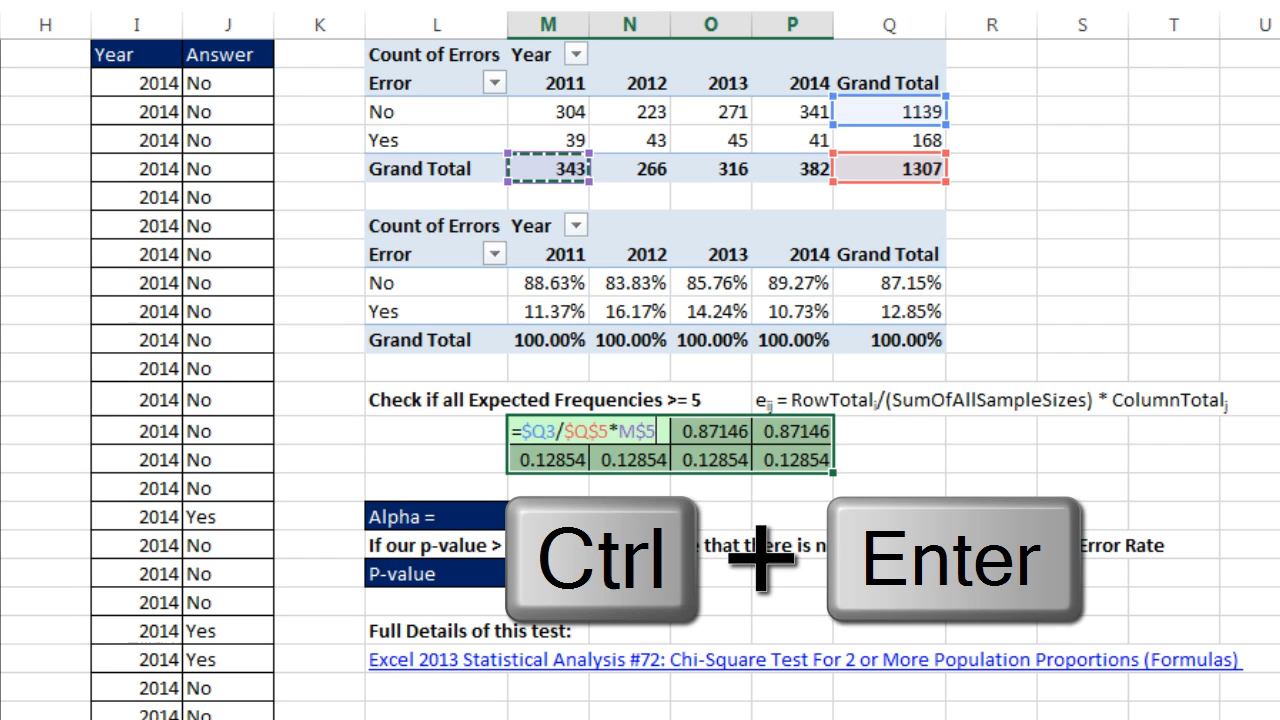 H I J K L M N O P Q R S T U
Year Answer Count of Errors Year
2014 No Error 2011 2012 2013 2014 Grand Total
2014 No No 304 223 271 341 1139
2014 No Yes 39 43 45 41 168
2014 No Grand Total 343 266 316 382 1307
2014 No
2014 No Count of Errors Year
2014 No Error 2011 2012 2013 2014 Grand Total
2014 No No 88.63% 83.83% 85.76% 89.27% 87.15%
2014 No Yes 11.37% 16.17% 14.24% 10.73% 12.85%
2014 No Grand Total 100.00% 100.00% 100.00% 100.00% 100.00%
2014 No
2014 No Check if all Expected Frequencies >= 5 eij = RowTotali/(SumOfAllSampleSizes) * ColumnTotalj
2014 No =$Q3/$Q$5*M$5 0.87146 0.87146
2014 No 0.12854 0.12854 0.12854 0.12854
2014 No
2014 Yes Alpha =
2014 No If our p-value > that there is Error Rate
2014 No P-value
Ctrl + Enter
2014 No
2014 Yes Full Details of this test:
2014 Yes Excel 2013 Statistical Analysis #72: Chi-Square Test For 2 or More Population Proportions (Formulas)
2014 No
2014 No